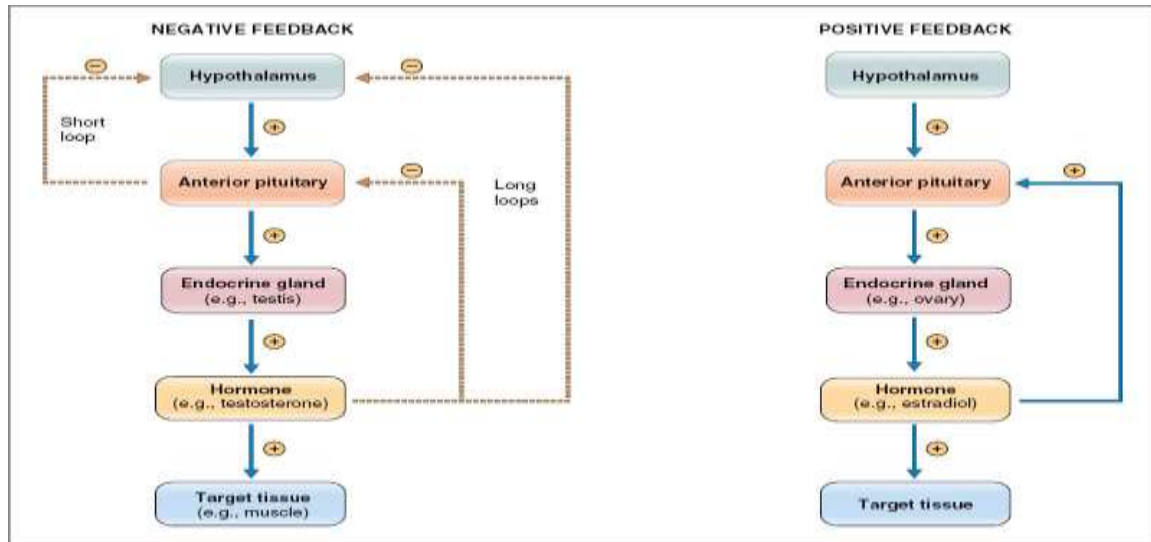 NEGATIVE FEEDBACK
−
Hypothalamus
−
Short
loop
+
−
Anterior pituitary
Long
loops
+
Endocrine gland
(e.g., testis)
+
Hormone
(e.g., testosterone)
+
Target tissue
(e.g., muscle)
POSITIVE FEEDBACK
Hypothalamus
+
+
Anterior pituitary
+
Endocrine gland
(e.g., ovary)
+
Hormone
(e.g., estradiol)
+
Target tissue